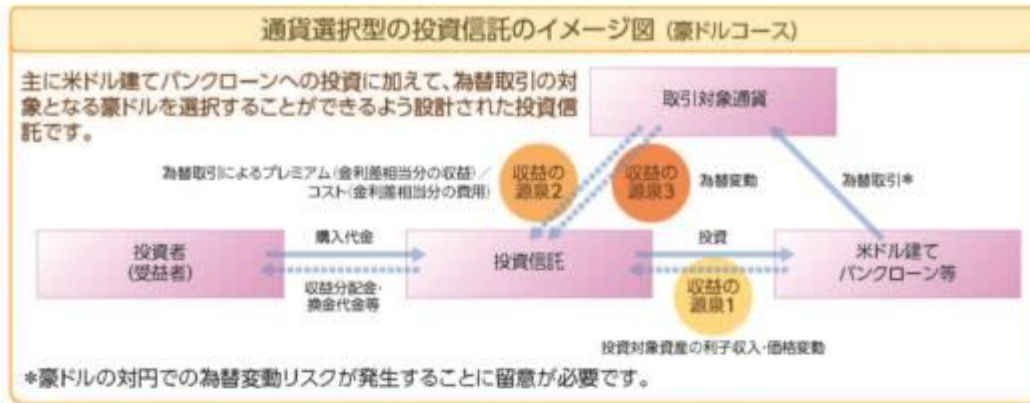 通貨選択型の投資信託のイメージ図（豪ドルコース）
主に米ドル建てバンクローンへの投資に加えて、為替取引の対
象となる豪ドルを選択することができるよう設計された投資信
託です。
取引対象通貨
為替取引によるプレミアム（金利差相当分の収益）／
コスト（金利差相当分の費用）
収益の
源泉2
収益の
源泉3
為替変動
為替取引*
投資者
（受益者）
購入代金
収益分配金・
換金代金等
投資信託
投資
収益の
源泉1
米ドル建て
バンクローン等
投資対象資産の利子収入・価格変動
*豪ドルの対円での為替変動リスクが発生することに留意が必要です。